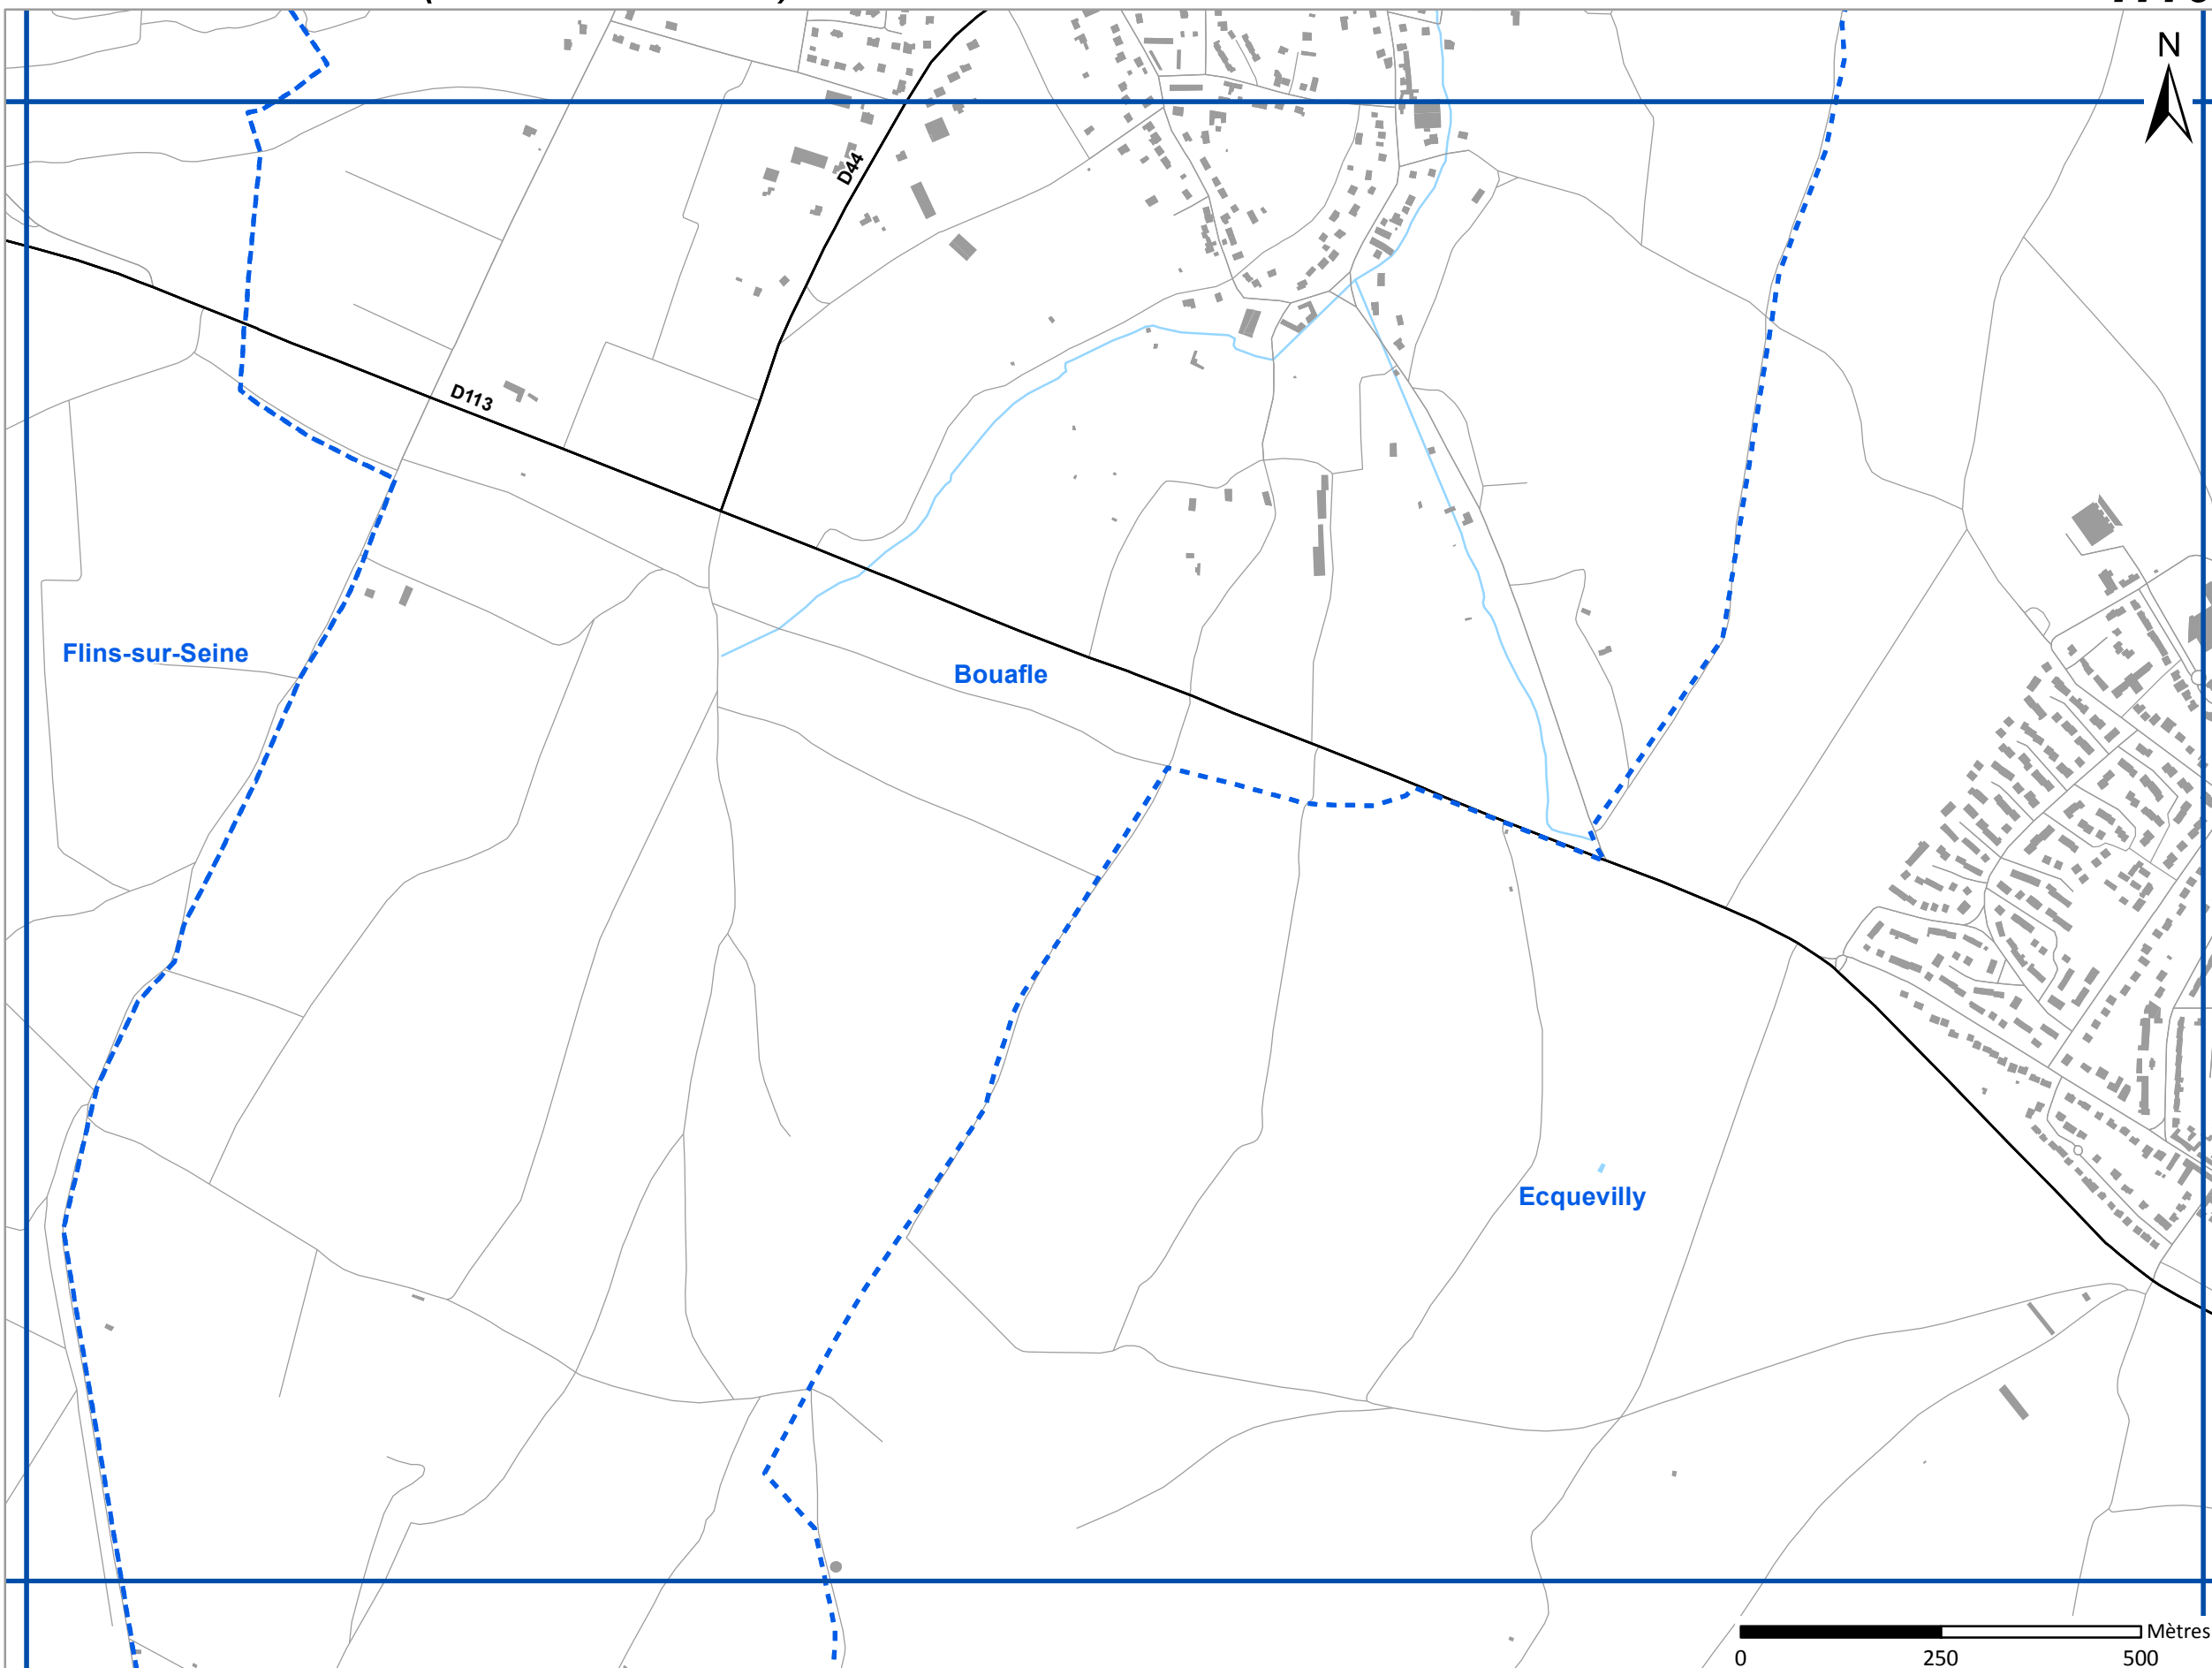 N
D44
D113
Flins-sur-Seine
Bouafle
Ecquevilly
Mètres
0 250 500